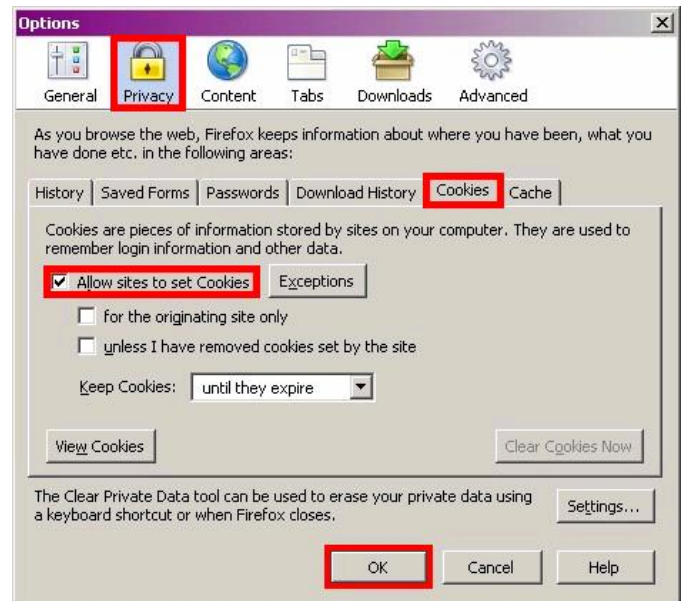 Options
General Privacy Content Tabs Downloads Advanced
As you browse the web, Firefox keeps information about where you have been, what you
have done etc. in the following areas:
History Saved Forms Passwords Download History Cookies Cache
Cookies are pieces of information stored by sites on your computer. They are used to
remember login information and other data.
Allow sites to set Cookies Exceptions
for the originating site only
unless I have removed cookies set by the site
Keep Cookies: until they expire
View Cookies Clear Cookies Now
The Clear Private Data tool can be used to erase your private data using
a keyboard shortcut or when Firefox closes.
Settings...
OK Cancel Help